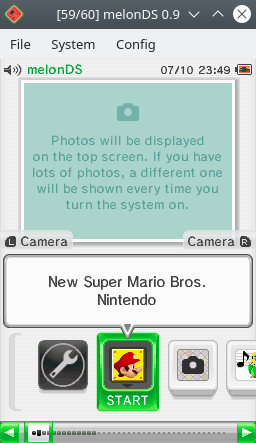 [59/60] melonDS 0.9
File System Config
melonDS 07/10 23:49
Photos will be displayed
on the top screen. If you have
lots of photos, a different one
will be shown every time you
turn the system on.
L Camera Camera R
New Super Mario Bros.
Nintendo
START